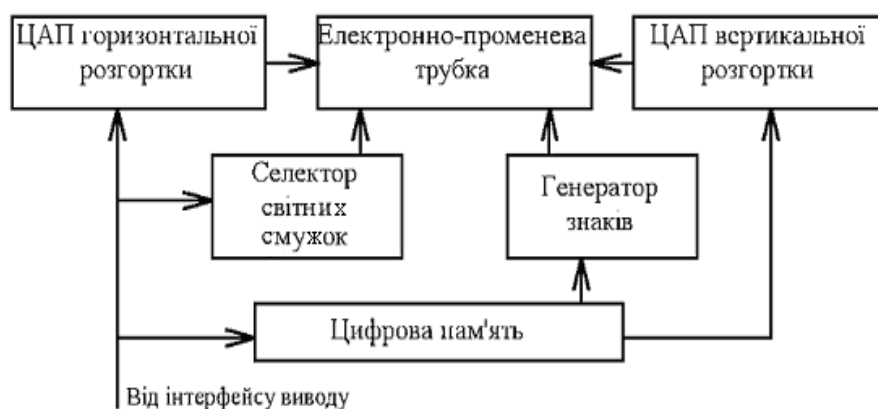 ЦАП горизонтальної
розгортки
Електронно-променева
трубка
ЦАП вертикальної
розгортки
Селектор
світних
смужок
Генератор
знаків
Цифрова пам'ять
Від інтерфейсу виводу